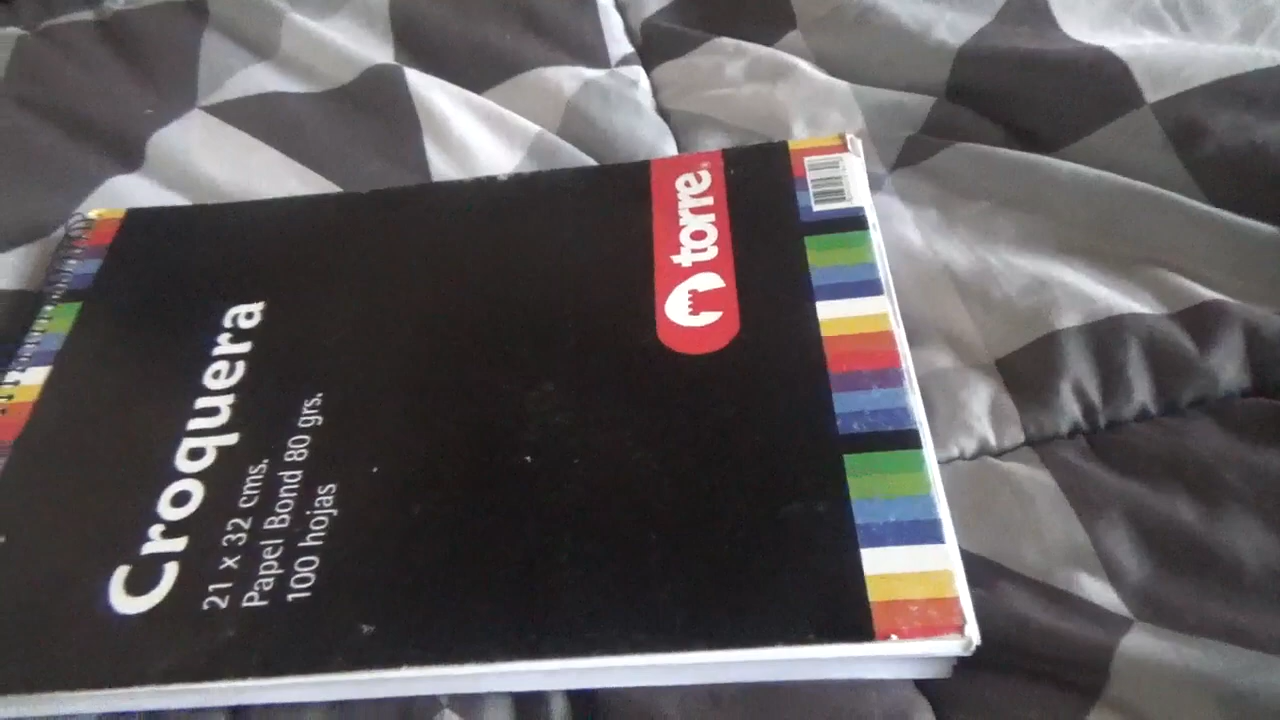 Croquera
21 x 32 cms.
Papel Bond 80 grs.
100 hojas
torre®